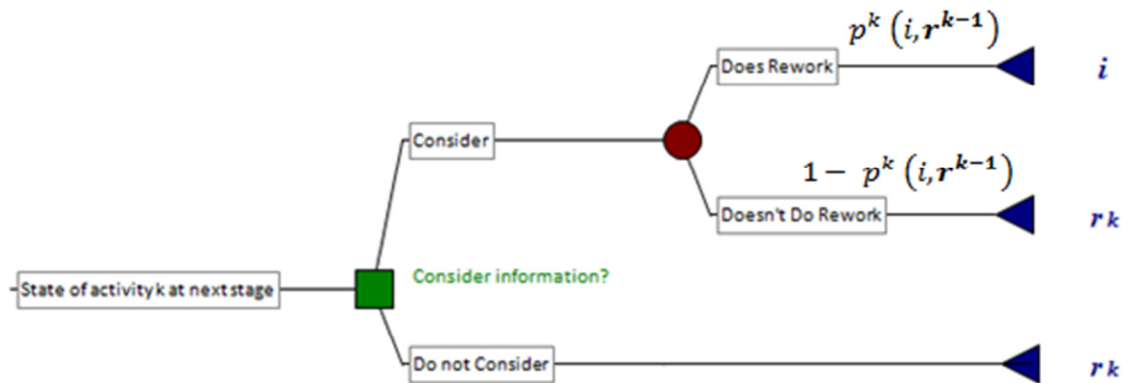 p^k (i, r^{k-1})
Does Rework
i
Consider
1 - p^k (i, r^{k-1})
Doesn't Do Rework
r k
Consider information?
State of activity k at next stage
Do not Consider
r k